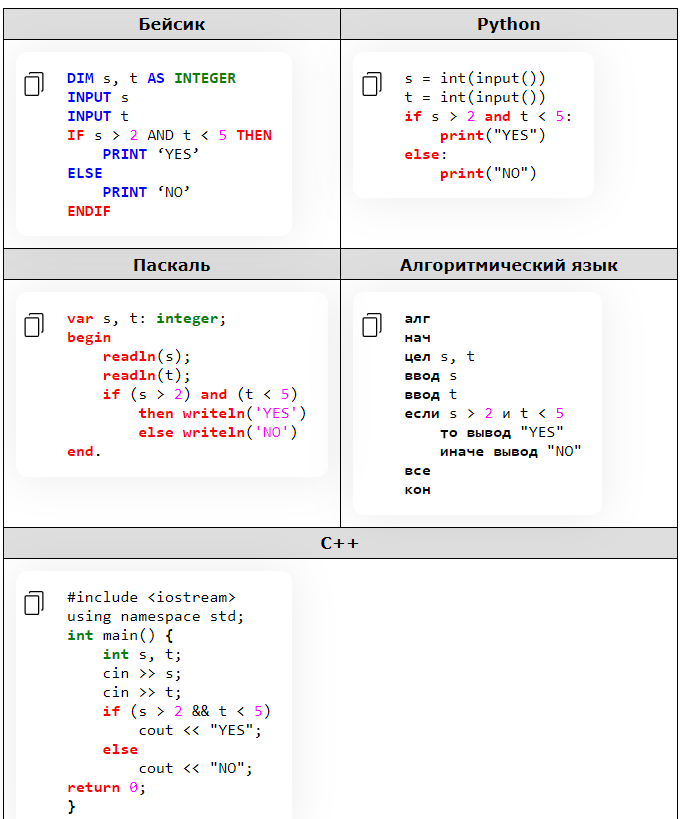 Бейсик
DIM s, t AS INTEGER
INPUT s
INPUT t
IF s > 2 AND t < 5 THEN
    PRINT ‘YES’
ELSE
    PRINT ‘NO’
ENDIF
Python
s = int(input())
t = int(input())
if s > 2 and t < 5:
    print("YES")
else:
    print("NO")
Паскаль
var s, t: integer;
begin
    readln(s);
    readln(t);
    if (s > 2) and (t < 5)
        then writeln('YES')
        else writeln('NO')
end.
Алгоритмический язык
алг
нач
цел s, t
ввод s
ввод t
если s > 2 и t < 5
    то вывод "YES"
    иначе вывод "NO"
все
кон
C++
#include <iostream>
using namespace std;
int main() {
    int s, t;
    cin >> s;
    cin >> t;
    if (s > 2 && t < 5)
        cout << "YES";
    else
        cout << "NO";
return 0;
}